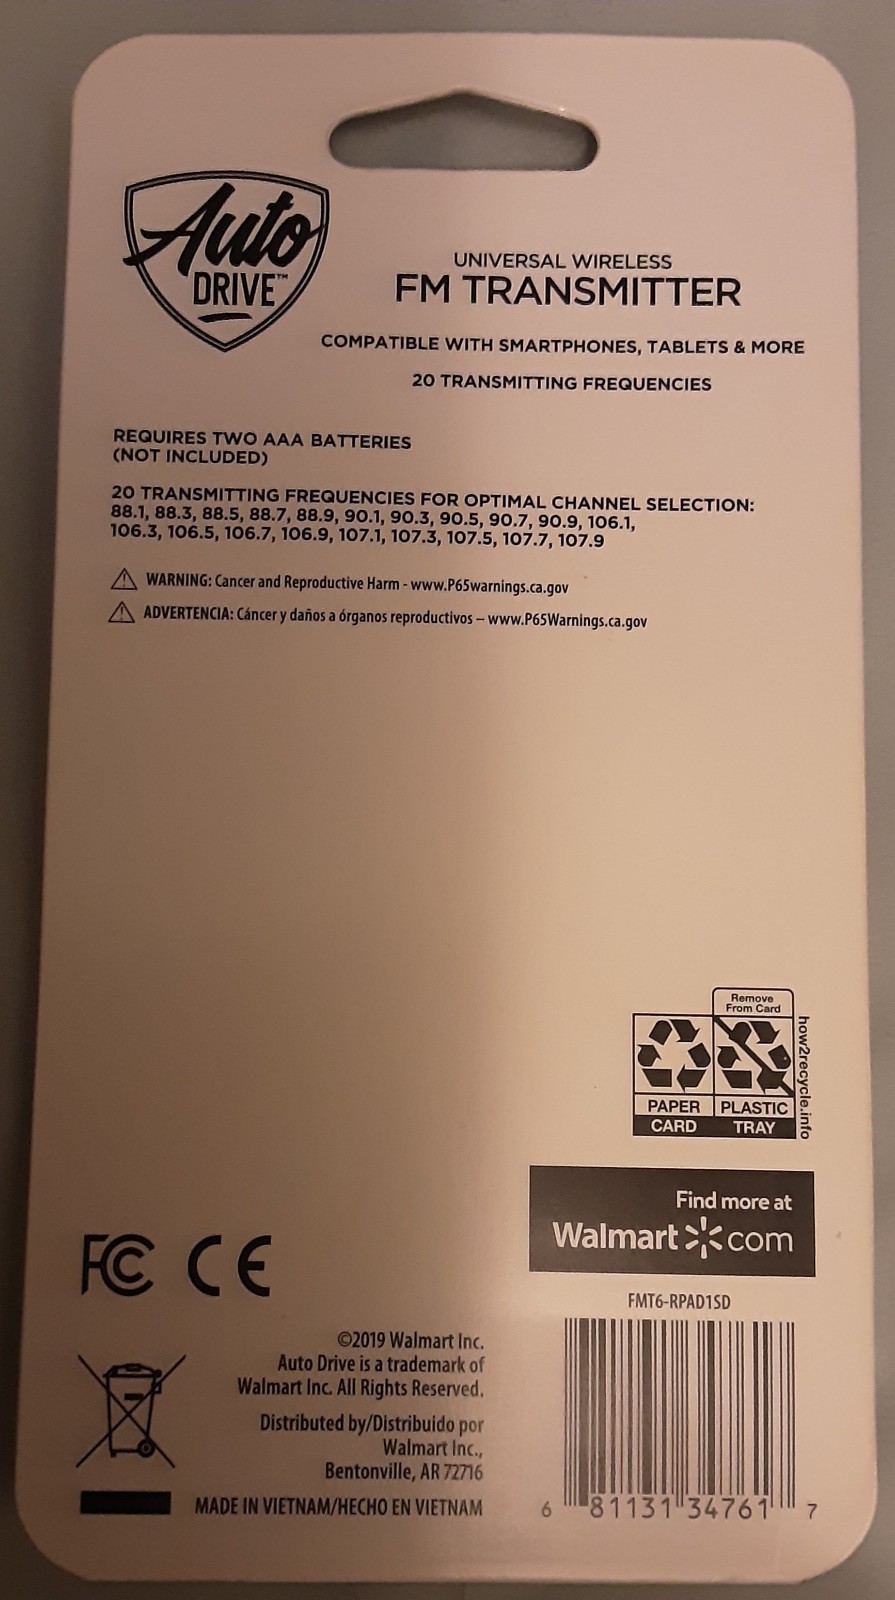 Auto
DRIVE™
UNIVERSAL WIRELESS
FM TRANSMITTER
COMPATIBLE WITH SMARTPHONES, TABLETS & MORE
20 TRANSMITTING FREQUENCIES
REQUIRES TWO AAA BATTERIES
(NOT INCLUDED)
20 TRANSMITTING FREQUENCIES FOR OPTIMAL CHANNEL SELECTION:
88.1, 88.3, 88.5, 88.7, 88.9, 90.1, 90.3, 90.5, 90.7, 90.9, 106.1,
106.3, 106.5, 106.7, 106.9, 107.1, 107.3, 107.5, 107.7, 107.9
WARNING: Cancer and Reproductive Harm - www.P65warnings.ca.gov
ADVERTENCIA: Cáncer y daños a órganos reproductivos – www.P65Warnings.ca.gov
Remove
From Card
PAPER PLASTIC
CARD TRAY
how2recycle.info
Find more at
Walmart com
FC CE
FMT6-RPAD1SD
©2019 Walmart Inc.
Auto Drive is a trademark of
Walmart Inc. All Rights Reserved.
Distributed by/Distribuido por
Walmart Inc.,
Bentonville, AR 72716
MADE IN VIETNAM/HECHO EN VIETNAM
6 81131 34761 7